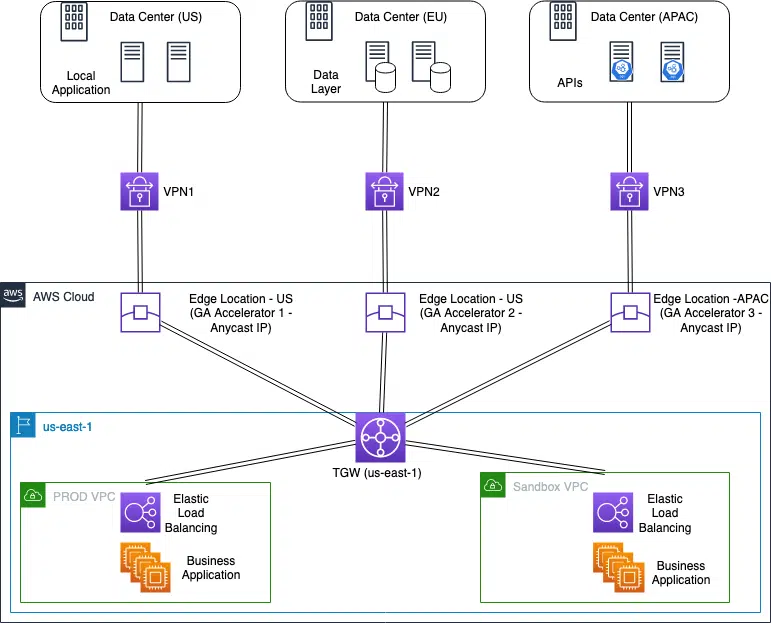 Data Center (US)
Local
Application
Data Center (EU)
Data
Layer
Data Center (APAC)
APIs
VPN1
VPN2
VPN3
aws
AWS Cloud
Edge Location - US
(GA Accelerator 1 -
Anycast IP)
Edge Location - US
(GA Accelerator 2 -
Anycast IP)
Edge Location -APAC
(GA Accelerator 3 -
Anycast IP)
us-east-1
TGW (us-east-1)
PROD VPC
Elastic
Load
Balancing
Business
Application
Sandbox VPC
Elastic
Load
Balancing
Business
Application